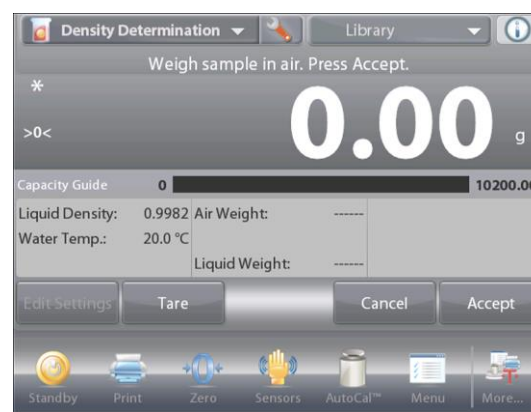 Density Determination Library
Weigh sample in air. Press Accept.
*
>0<
0.00 g
Capacity Guide 0 10200.00
Liquid Density: 0.9982 Air Weight: ------
Water Temp.: 20.0 °C
Liquid Weight: ------
Edit Settings Tare Cancel Accept
Standby Print Zero Sensors AutoCal™ Menu More...